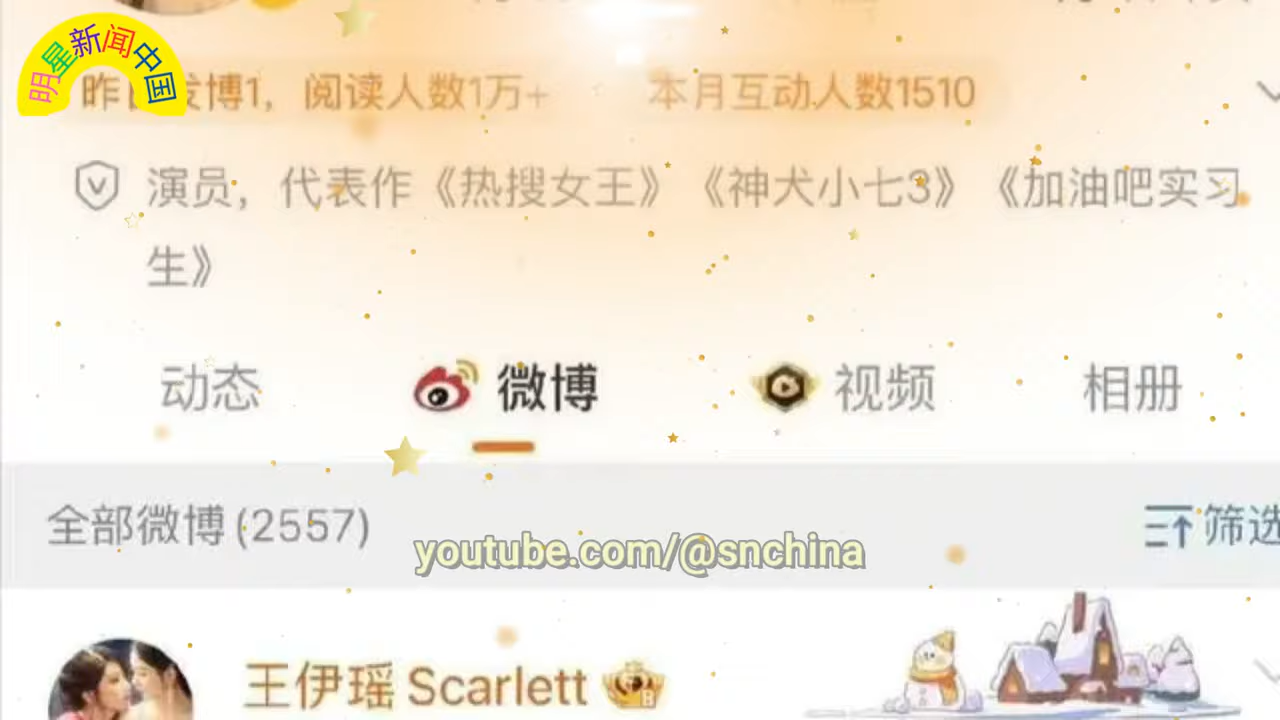 明星新闻中国
昨日发博1，阅读人数1万+ 本月互动人数1510
演员，代表作《热搜女王》《神犬小七3》《加油吧实习
生》
动态 微博 视频 相册
全部微博 (2557) 筛选
youtube.com/@snchina
王伊瑶 Scarlett